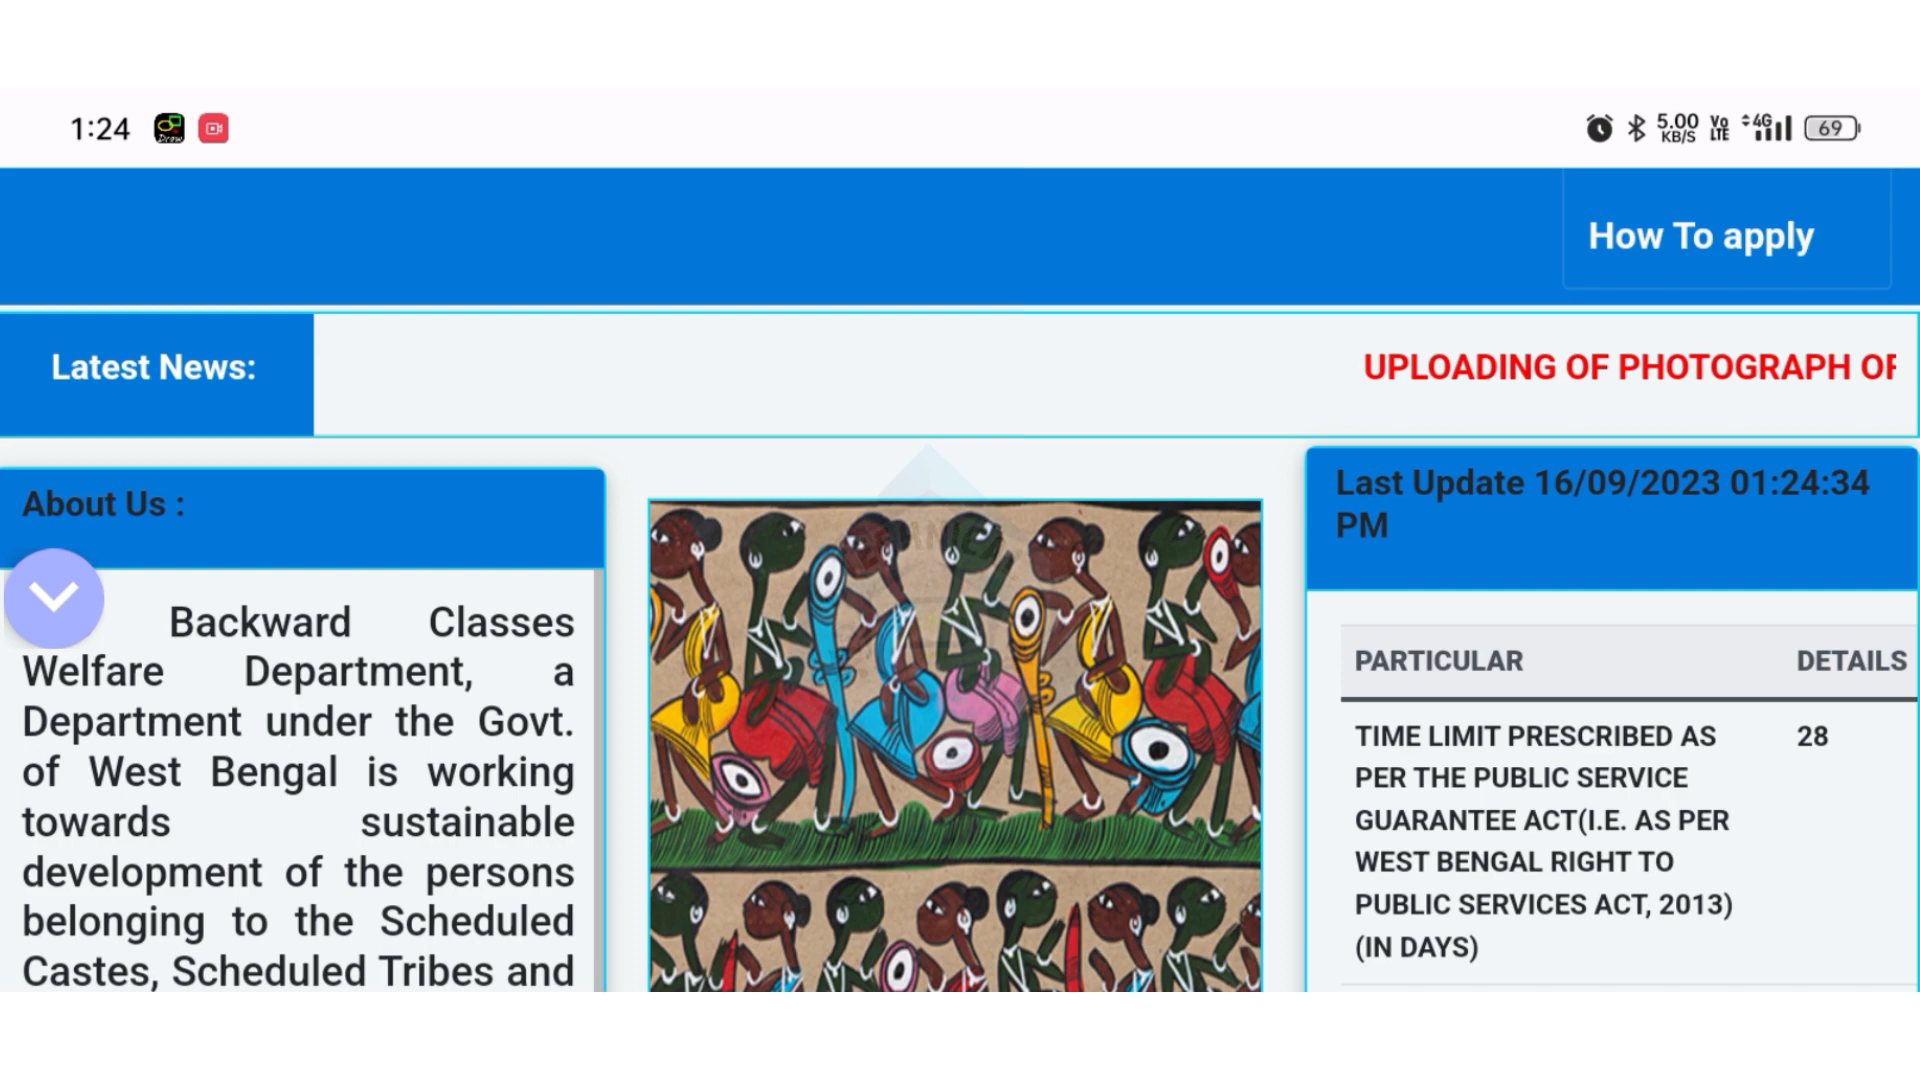 1:24
Draw
5.00
KB/S
Vo
LTE
4G
69
How To apply
Latest News:
UPLOADING OF PHOTOGRAPH OF
About Us :
Backward Classes
Welfare Department, a
Department under the Govt.
of West Bengal is working
towards sustainable
development of the persons
belonging to the Scheduled
Castes, Scheduled Tribes and
Last Update 16/09/2023 01:24:34
PM
PARTICULAR DETAILS
TIME LIMIT PRESCRIBED AS 28
PER THE PUBLIC SERVICE
GUARANTEE ACT(I.E. AS PER
WEST BENGAL RIGHT TO
PUBLIC SERVICES ACT, 2013)
(IN DAYS)